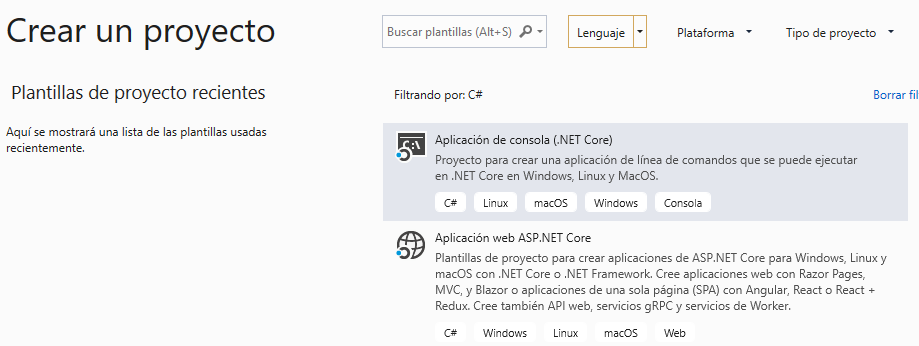 Crear un proyecto
Buscar plantillas (Alt+S)
Lenguaje
Plataforma
Tipo de proyecto
Plantillas de proyecto recientes
Aquí se mostrará una lista de las plantillas usadas
recientemente.
Filtrando por: C#
Borrar fil
C:\
Aplicación de consola (.NET Core)
Proyecto para crear una aplicación de línea de comandos que se puede ejecutar
en .NET Core en Windows, Linux y MacOS.
C# Linux macOS Windows Consola
Aplicación web ASP.NET Core
Plantillas de proyecto para crear aplicaciones de ASP.NET Core para Windows, Linux y
macOS con .NET Core o .NET Framework. Cree aplicaciones web con Razor Pages,
MVC, y Blazor o aplicaciones de una sola página (SPA) con Angular, React o React +
Redux. Cree también API web, servicios gRPC y servicios de Worker.
C# Windows Linux macOS Web